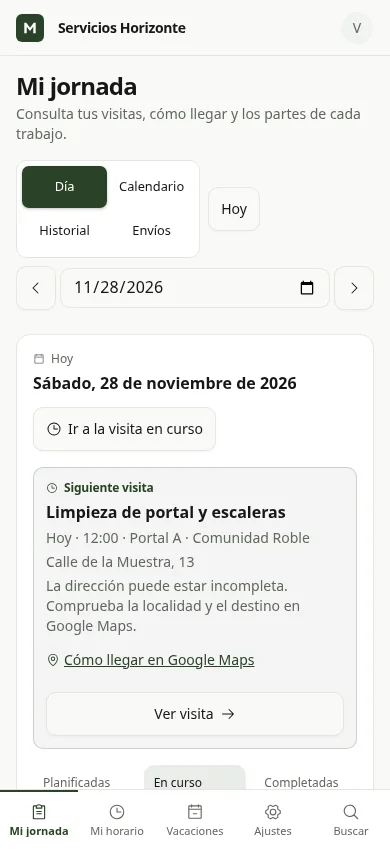 M Servicios Horizonte V
Mi jornada
Consulta tus visitas, cómo llegar y los partes de cada
trabajo.
Día Calendario
Historial Envíos
Hoy
11/28/2026
Hoy
Sábado, 28 de noviembre de 2026
Ir a la visita en curso
Siguiente visita
Limpieza de portal y escaleras
Hoy · 12:00 · Portal A · Comunidad Roble
Calle de la Muestra, 13
La dirección puede estar incompleta.
Comprueba la localidad y el destino en
Google Maps.
Cómo llegar en Google Maps
Ver visita →
Planificadas En curso Completadas
Mi jornada Mi horario Vacaciones Ajustes Buscar